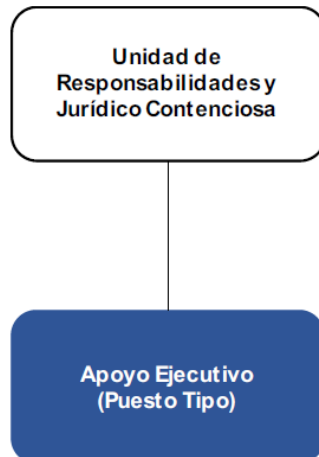 Unidad de
Responsabilidades y
Jurídico Contenciosa
Apoyo Ejecutivo
(Puesto Tipo)